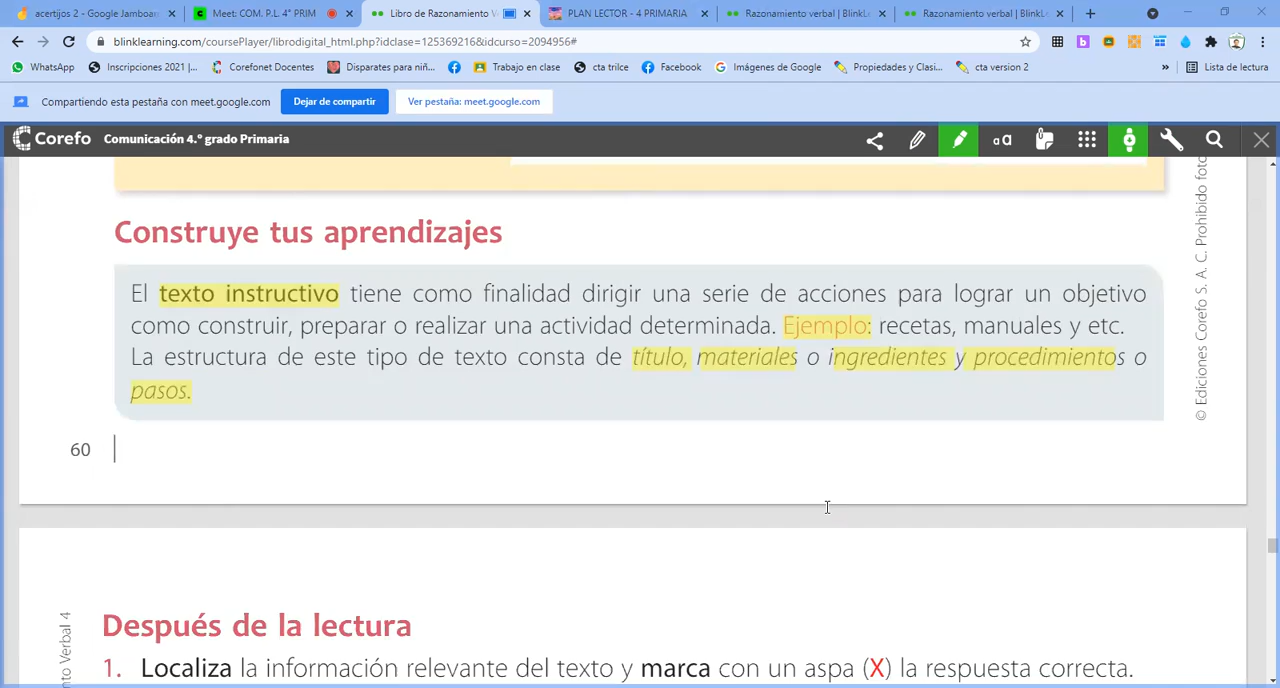 acertijos 2 - Google Jamboar
Meet: COM. P.L. 4° PRIM
Libro de Razonamiento V
PLAN LECTOR - 4 PRIMARIA
Razonamiento verbal | BlinkL
Razonamiento verbal | BlinkL
blinklearning.com/coursePlayer/librodigital_html.php?idclase=125369216&idcurso=2094956#
WhatsApp
Inscripciones 2021 |...
Corefonet Docentes
Disparates para niñ...
Trabajo en clase
cta trilce
Facebook
Imágenes de Google
Propiedades y Clasi...
cta version 2
»
Lista de lectura
Compartiendo esta pestaña con meet.google.com
Dejar de compartir
Ver pestaña: meet.google.com
Corefo
Comunicación 4.º grado Primaria
aa
Construye tus aprendizajes
El texto instructivo tiene como finalidad dirigir una serie de acciones para lograr un objetivo
como construir, preparar o realizar una actividad determinada. Ejemplo: recetas, manuales y etc.
La estructura de este tipo de texto consta de título, materiales o ingredientes y procedimientos o
pasos.
60
© Ediciones Corefo S. A. C. Prohibido foto
Después de la lectura
1. Localiza la información relevante del texto y marca con un aspa (X) la respuesta correcta.
nto Verbal 4